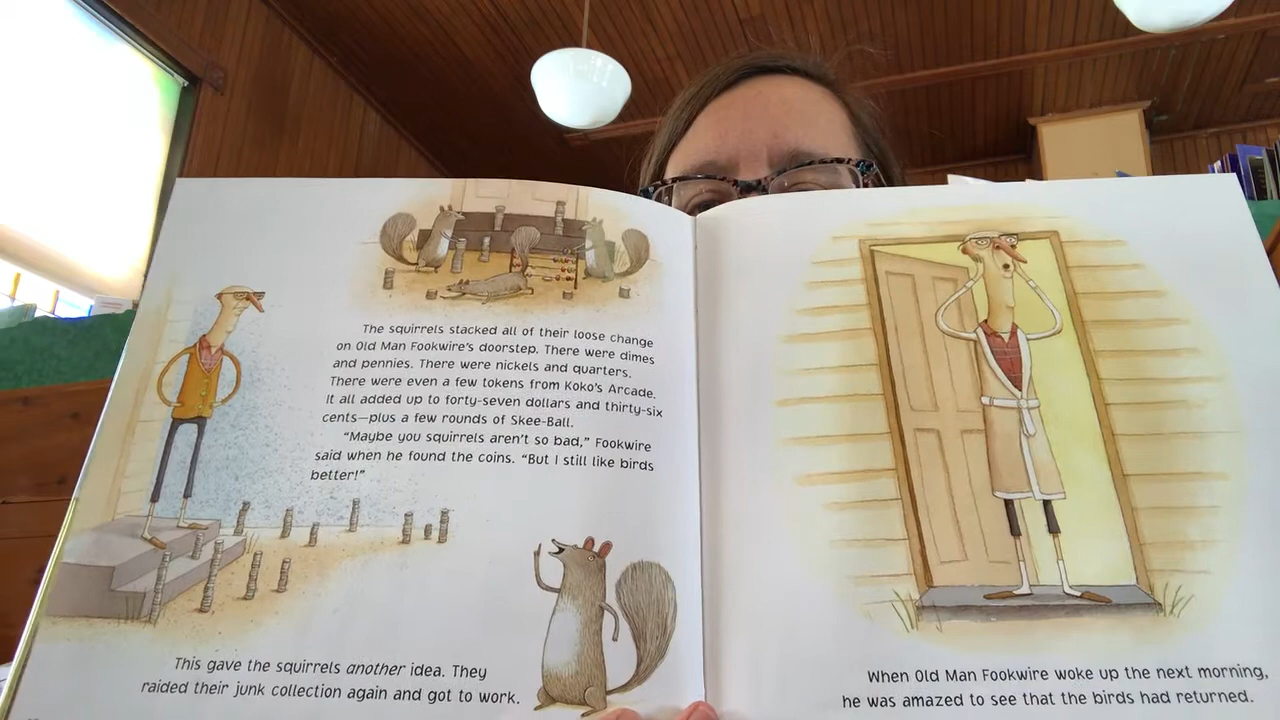 The squirrels stacked all of their loose change
on Old Man Fookwire's doorstep. There were dimes
and pennies. There were nickels and quarters.
There were even a few tokens from Koko's Arcade.
It all added up to forty-seven dollars and thirty-six
cents—plus a few rounds of Skee-Ball.
"Maybe you squirrels aren't so bad," Fookwire
said when he found the coins. "But I still like birds
better!"
This gave the squirrels another idea. They
raided their junk collection again and got to work.
When Old Man Fookwire woke up the next morning,
he was amazed to see that the birds had returned.